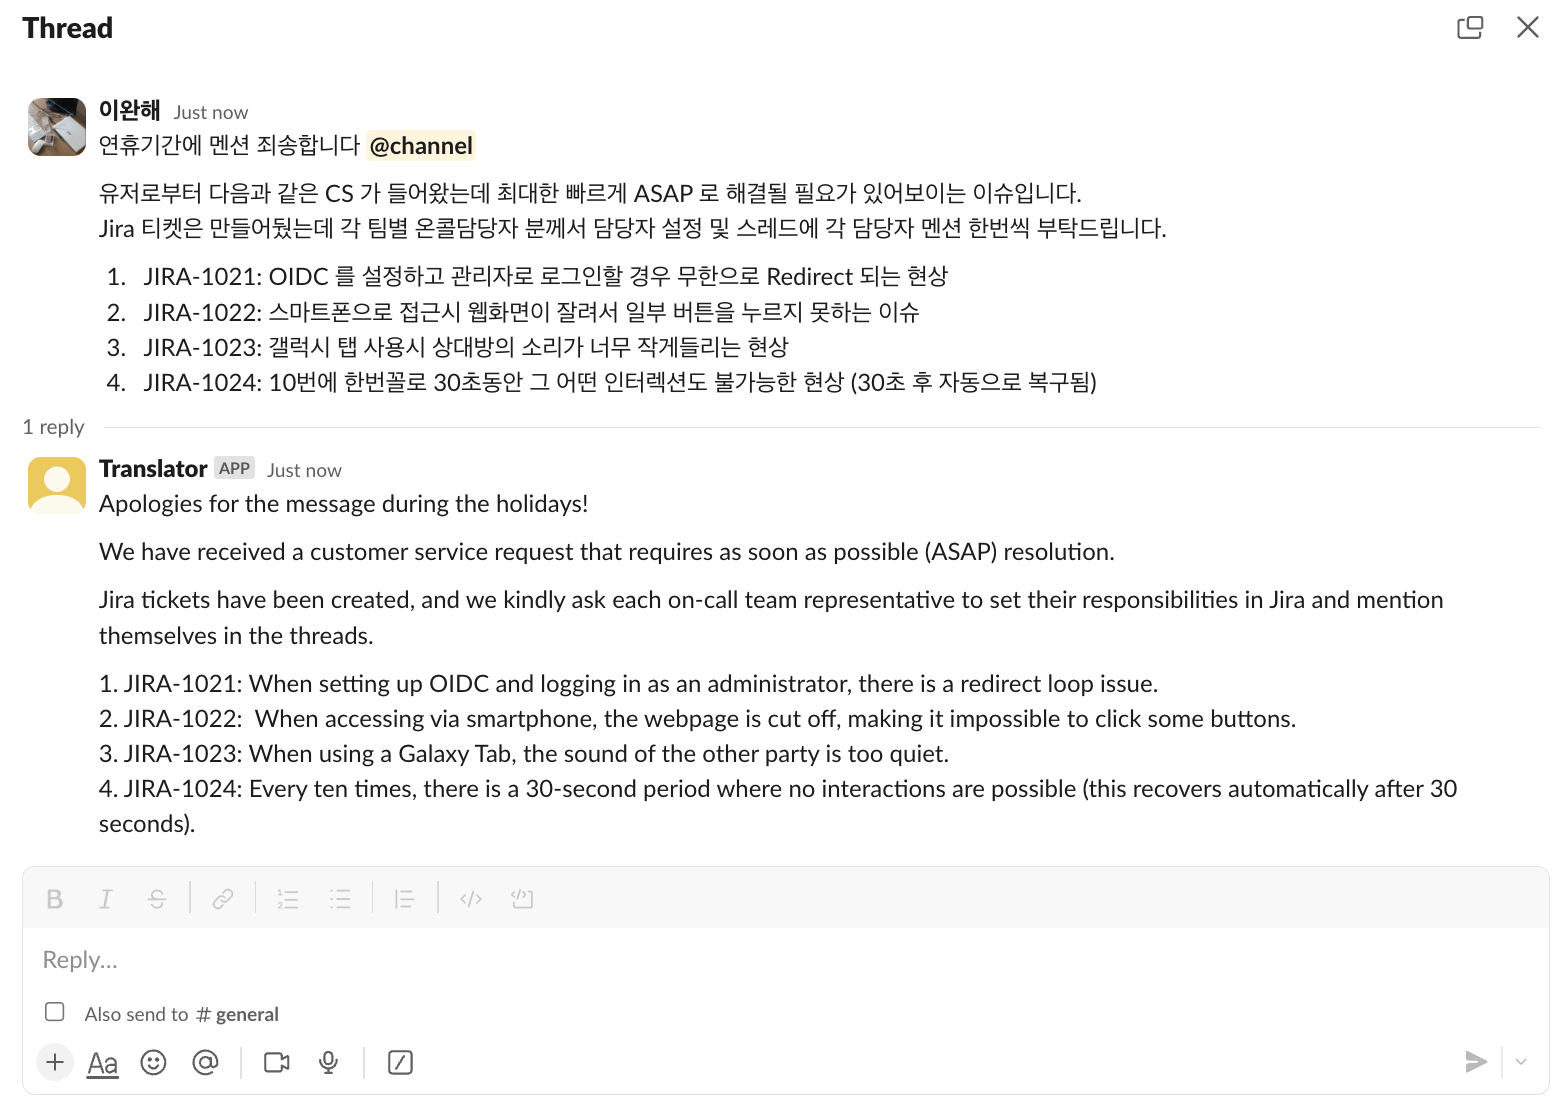 Thread
이완해 Just now
연휴기간에 멘션 죄송합니다 @channel
유저로부터 다음과 같은 CS 가 들어왔는데 최대한 빠르게 ASAP 로 해결될 필요가 있어보이는 이슈입니다.
Jira 티켓은 만들어뒀는데 각 팀별 온콜담당자 분께서 담당자 설정 및 스레드에 각 담당자 멘션 한번씩 부탁드립니다.
1. JIRA-1021: OIDC 를 설정하고 관리자로 로그인할 경우 무한으로 Redirect 되는 현상
2. JIRA-1022: 스마트폰으로 접근시 웹화면이 잘려서 일부 버튼을 누르지 못하는 이슈
3. JIRA-1023: 갤럭시 탭 사용시 상대방의 소리가 너무 작게들리는 현상
4. JIRA-1024: 10번에 한번꼴로 30초동안 그 어떤 인터렉션도 불가능한 현상 (30초 후 자동으로 복구됨)
1 reply
Translator APP Just now
Apologies for the message during the holidays!
We have received a customer service request that requires as soon as possible (ASAP) resolution.
Jira tickets have been created, and we kindly ask each on-call team representative to set their responsibilities in Jira and mention
themselves in the threads.
1. JIRA-1021: When setting up OIDC and logging in as an administrator, there is a redirect loop issue.
2. JIRA-1022:  When accessing via smartphone, the webpage is cut off, making it impossible to click some buttons.
3. JIRA-1023: When using a Galaxy Tab, the sound of the other party is too quiet.
4. JIRA-1024: Every ten times, there is a 30-second period where no interactions are possible (this recovers automatically after 30
seconds).
B I S
Reply...
Also send to # general
Aa